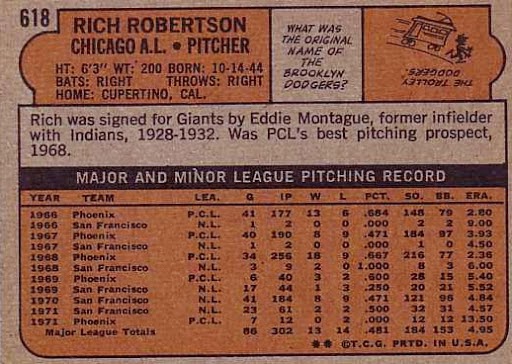 618
RICH ROBERTSON
CHICAGO A.L. • PITCHER
HT: 6'3" WT: 200 BORN: 10-14-44
BATS: RIGHT THROWS: RIGHT
HOME: CUPERTINO, CAL.
WHAT WAS
THE ORIGINAL
NAME OF
THE
BROOKLYN
DODGERS?
THE TROLLEY
DODGERS.
Rich was signed for Giants by Eddie Montague, former infielder
with Indians, 1928-1932. Was PCL's best pitching prospect,
1968.
MAJOR AND MINOR LEAGUE PITCHING RECORD
YEAR TEAM LEA. G IP W L PCT. SO. BB. ERA.
1966 Phoenix P.C.L. 41 177 13 6 .684 148 79 2.80
1966 San Francisco N.L. 1 2 0 0 .000 2 2 9.00
1967 Phoenix P.C.L. 40 190 8 9 .471 184 97 3.93
1967 San Francisco N.L. 1 2 0 0 .000 1 0 4.50
1968 Phoenix P.C.L. 34 256 18 9 .667 216 77 2.36
1968 San Francisco N.L. 3 9 2 0 1.000 8 3 6.00
1969 Phoenix P.C.L. 6 40 3 2 .600 28 15 5.40
1969 San Francisco N.L. 17 44 1 3 .250 20 21 5.52
1970 San Francisco N.L. 41 184 8 9 .471 121 96 4.84
1971 San Francisco N.L. 23 61 2 2 .500 32 31 4.57
1971 Phoenix P.C.L. 7 12 0 2 .000 12 12 13.50
Major League Totals 86 302 13 14 .481 184 153 4.95
** ©T.C.G. PRTD. IN U.S.A.